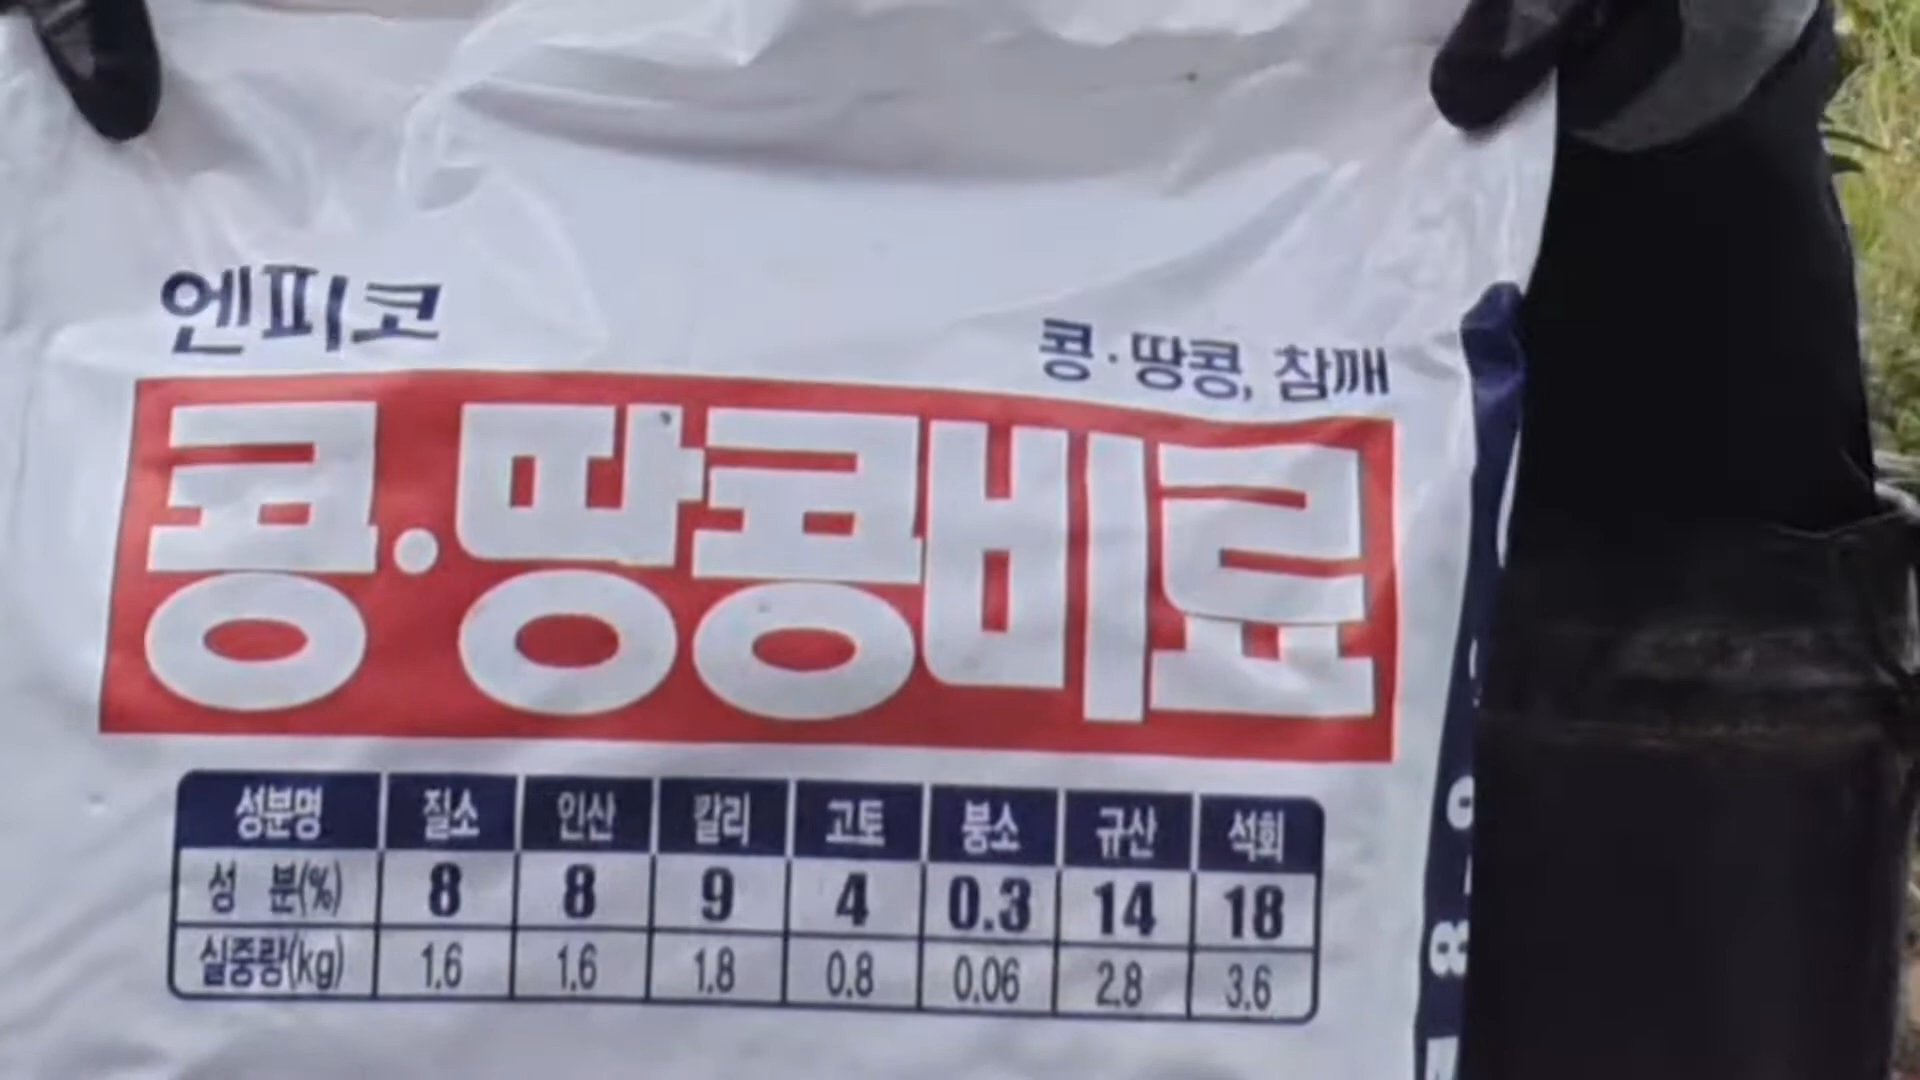 엔피코
콩·땅콩, 참깨
콩·땅콩비료
성분명 질소 인산 칼리 고토 붕소 규산 석회
성 분(%) 8 8 9 4 0.3 14 18
실중량(kg) 1.6 1.6 1.8 0.8 0.06 2.8 3.6